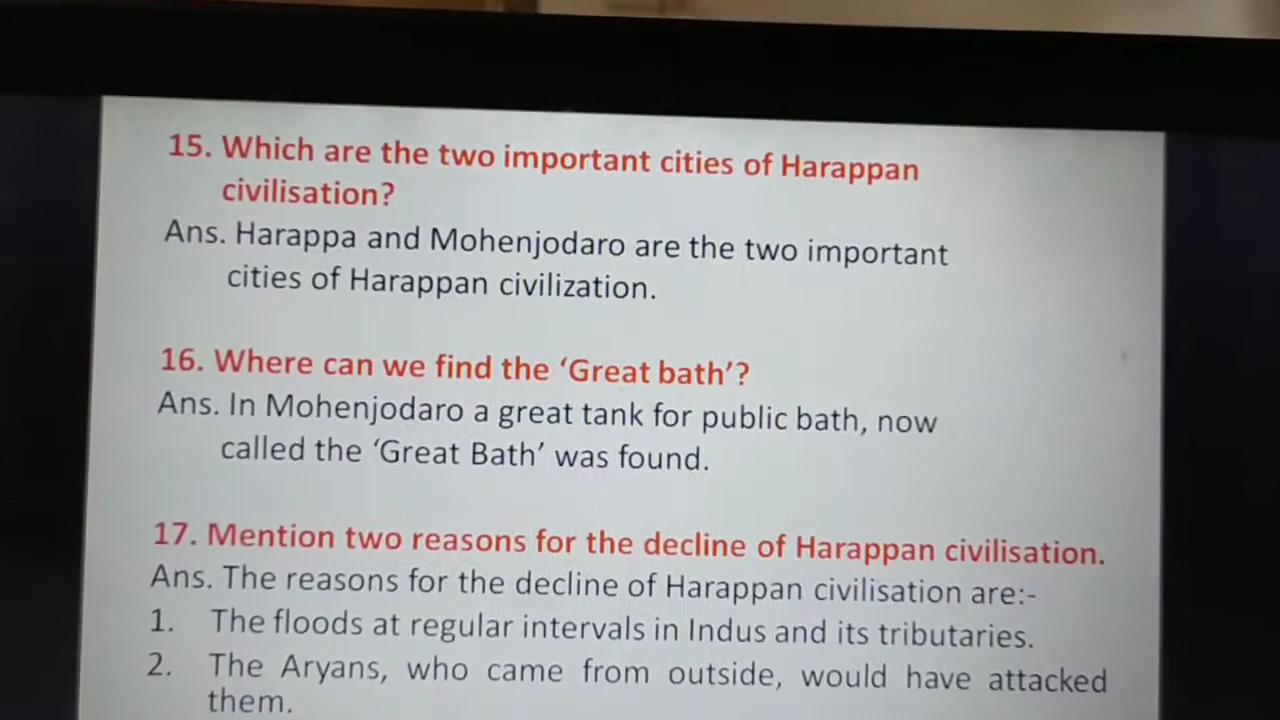 15. Which are the two important cities of Harappan
civilisation?
Ans. Harappa and Mohenjodaro are the two important
cities of Harappan civilization.
16. Where can we find the ‘Great bath’?
Ans. In Mohenjodaro a great tank for public bath, now
called the ‘Great Bath’ was found.
17. Mention two reasons for the decline of Harappan civilisation.
Ans. The reasons for the decline of Harappan civilisation are:-
1. The floods at regular intervals in Indus and its tributaries.
2. The Aryans, who came from outside, would have attacked
them.